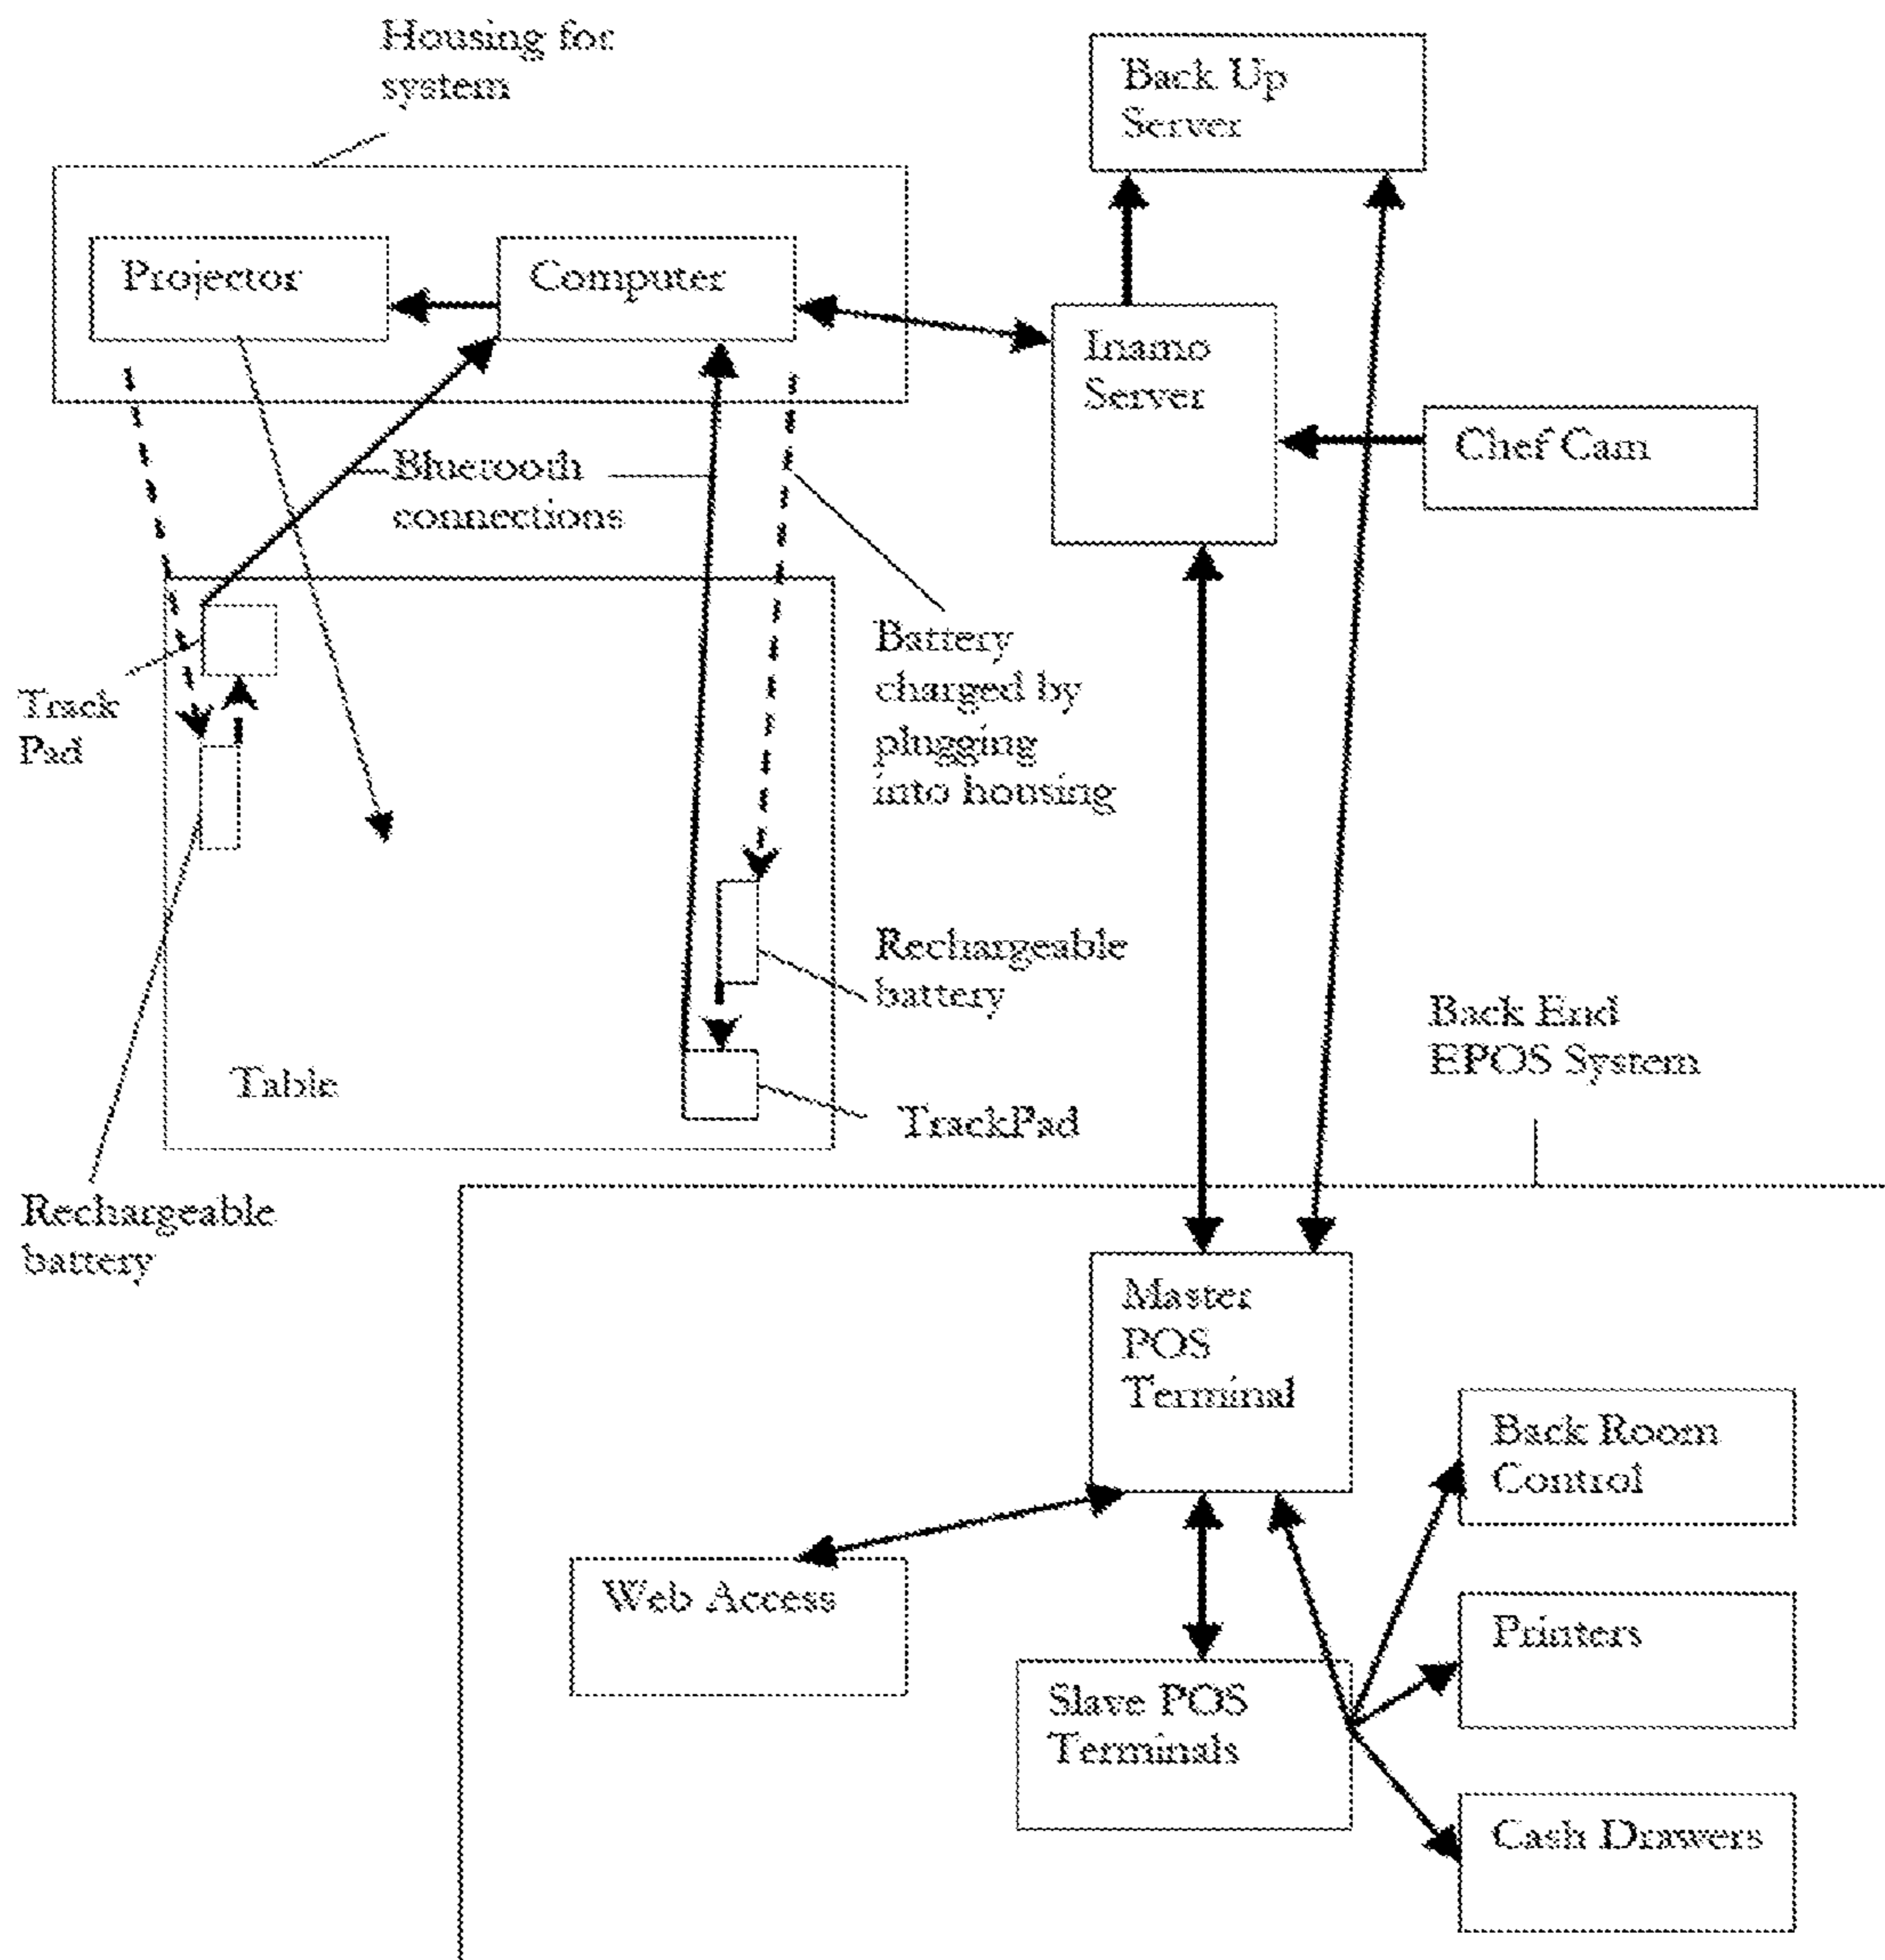 Housing for
system
Back Up
Server
Projector
Computer
Inamo
Server
Chef Cam
Bluetooth
connections
Track
Pad
Battery
charged by
plugging
into housing
Rechargeable
battery
Table
TrackPad
Rechargeable
battery
Back End
EPOS System
Master
POS
Terminal
Back Room
Control
Web Access
Printers
Slave POS
Terminals
Cash Drawers